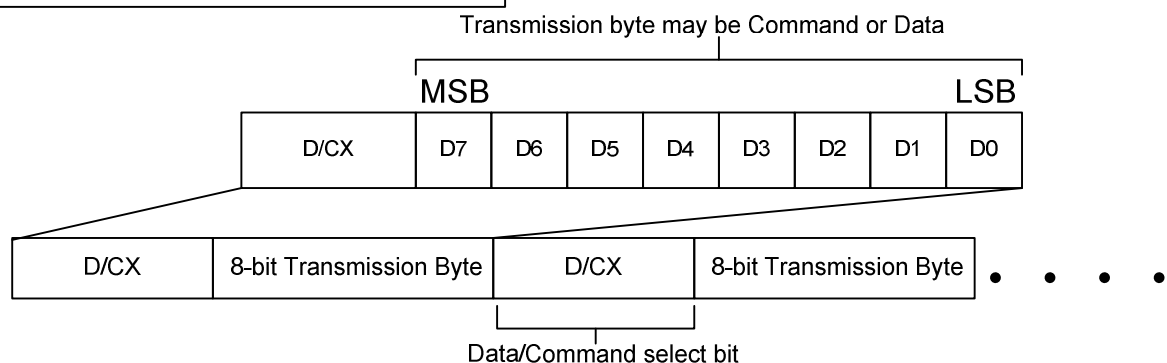 Transmission byte may be Command or Data
MSB LSB
D/CX D7 D6 D5 D4 D3 D2 D1 D0
D/CX 8-bit Transmission Byte D/CX 8-bit Transmission Byte
Data/Command select bit